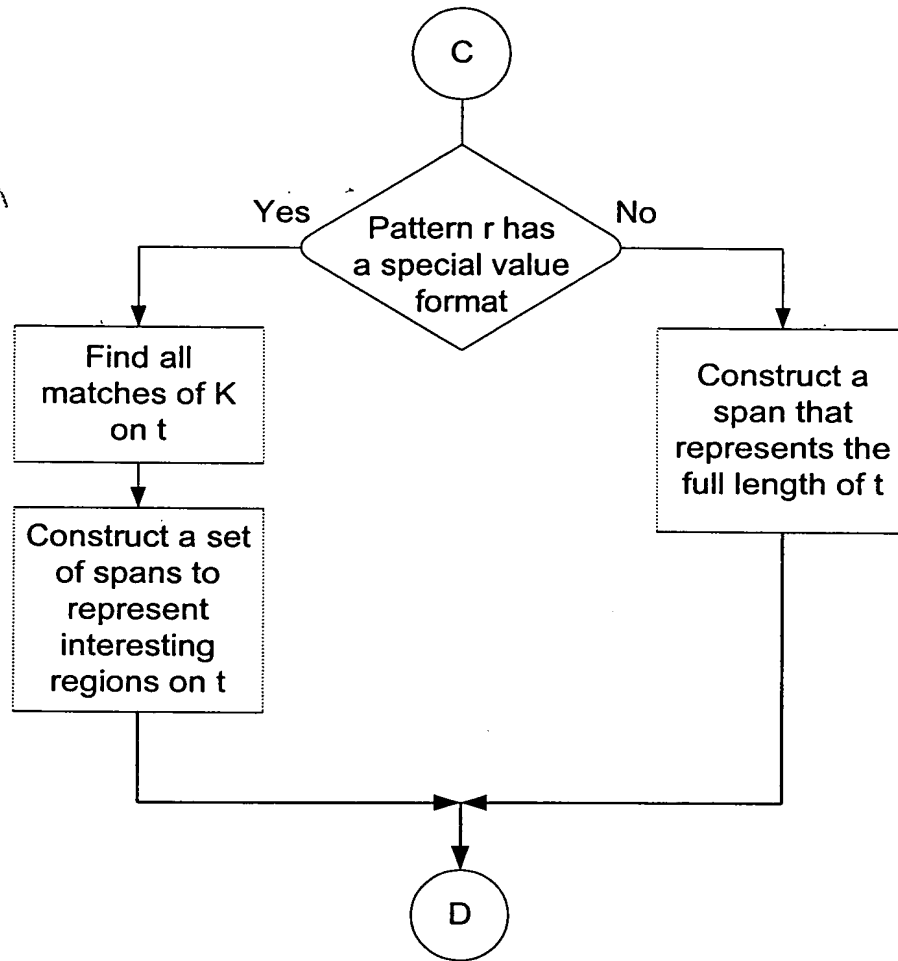 C
Yes
No
Pattern r has
a special value
format
Find all
matches of K
on t
Construct a
span that
represents the
full length of t
Construct a set
of spans to
represent
interesting
regions on t
D